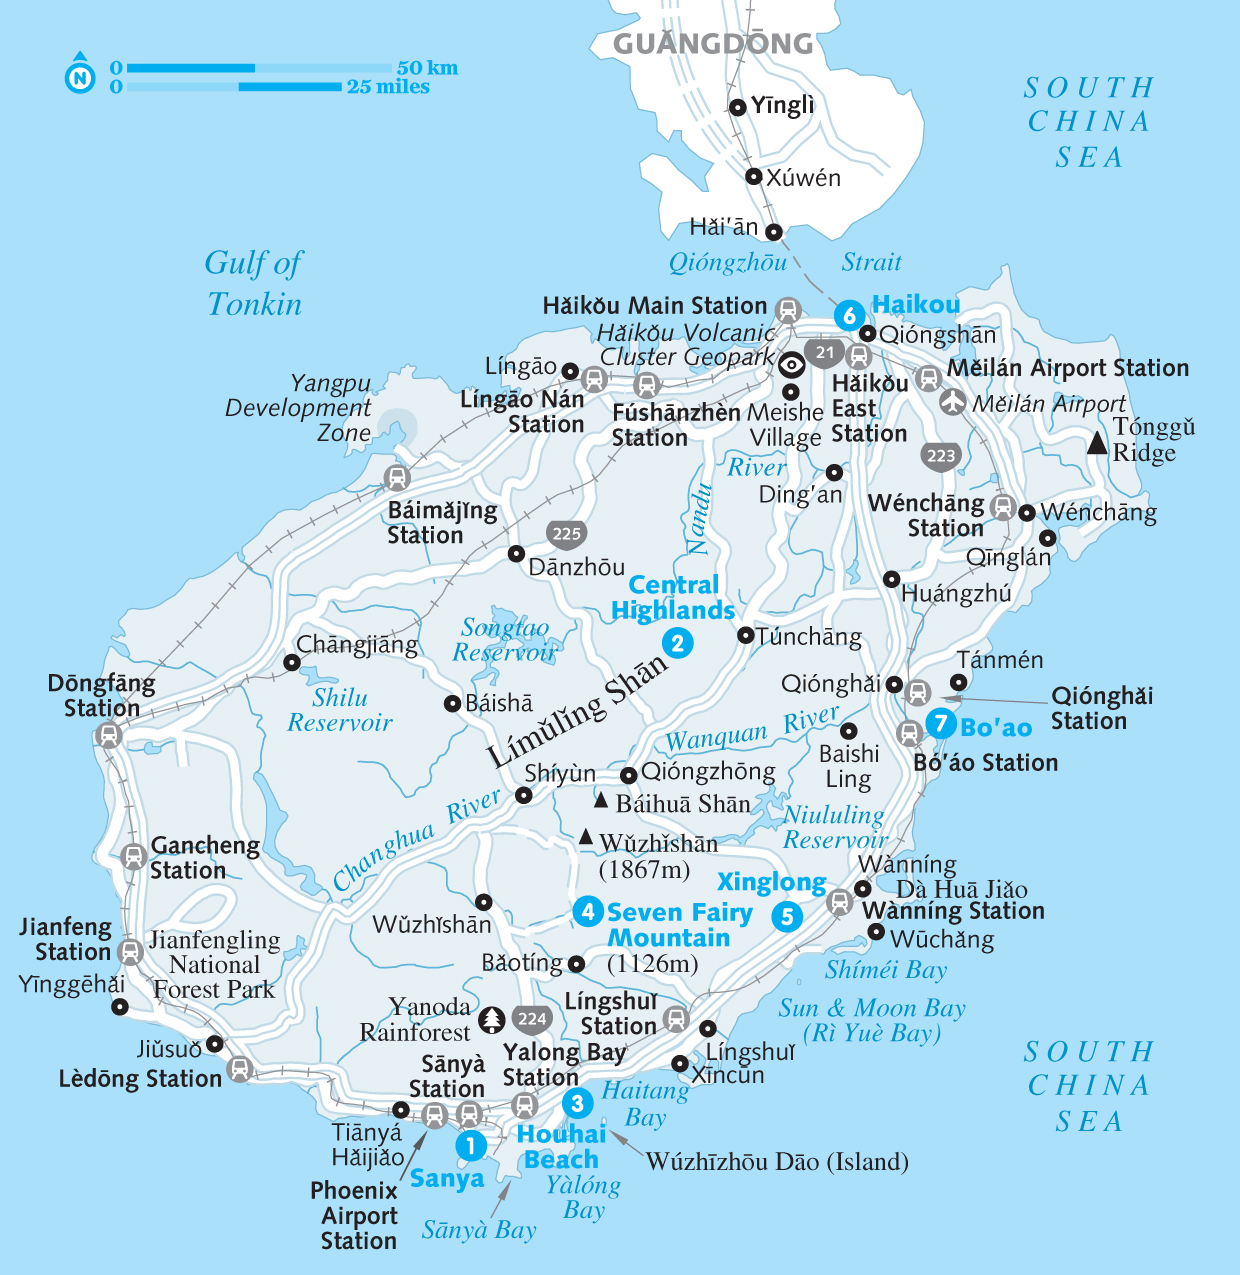 GUǍNGDŌNG
N
0 50 km
0 25 miles
SOUTH
CHINA
SEA
Yīnglì
Xúwén
Hǎi'ān
Qióngzhōu Strait
Gulf of
Tonkin
Hǎikǒu Main Station
6 Haikou
Hǎikǒu Volcanic
Cluster Geopark
Qióngshān
21
Língāo
Língāo Nán
Station
Fúshānzhèn
Station
Meishe
Village
Hǎikǒu
East
Station
Měilán Airport Station
Měilán Airport
Tónggǔ
Ridge
Yangpu
Development
Zone
223
River
Nandu
Ding'an
Wénchāng
Station
Wénchāng
Qīnglán
Báimǎjǐng
Station
225
Dānzhōu
Central
Highlands
2
Huángzhú
Songtao
Reservoir
Túnchāng
Chāngjiāng
Tánmén
Dōngfāng
Station
Shilu
Reservoir
Báishā
Límǔlǐng Shān
Qiónghǎi
Qiónghǎi
Station
7 Bo'ao
Bó'áo Station
Wanquan River
Baishi
Ling
Shíyùn
Qióngzhōng
Báihuā Shān
Changhua River
Niululing
Reservoir
Wǔzhǐshān
(1867m)
Gancheng
Station
Xinglong
5
Wànníng
Dà Huā Jiǎo
Wànníng Station
Wūchǎng
Wǔzhǐshān
4 Seven Fairy
Mountain
(1126m)
Jianfeng
Station
Jianfengling
National
Forest Park
Yīnggēhǎi
Bǎotíng
Shíméi Bay
Sun & Moon Bay
(Rì Yuè Bay)
Yanoda
Rainforest
224
Língshuǐ
Station
Língshuǐ
Xīncūn
Jiǔsuǒ
Lèdōng Station
Sānyà
Station
Yalong Bay
Station
3
Houhai
Beach
Haitang
Bay
Tiānyá
Hǎijiǎo
1
Sanya
Phoenix
Airport
Station
Yàlóng
Bay
Sānyà Bay
Wúzhīzhōu Dāo (Island)
SOUTH
CHINA
SEA